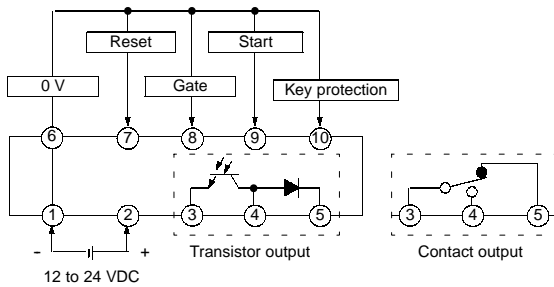 Reset Start
0 V Gate Key protection
6 7 8 9 10
1 2 3 4 5 3 4 5
- + Transistor output Contact output
12 to 24 VDC